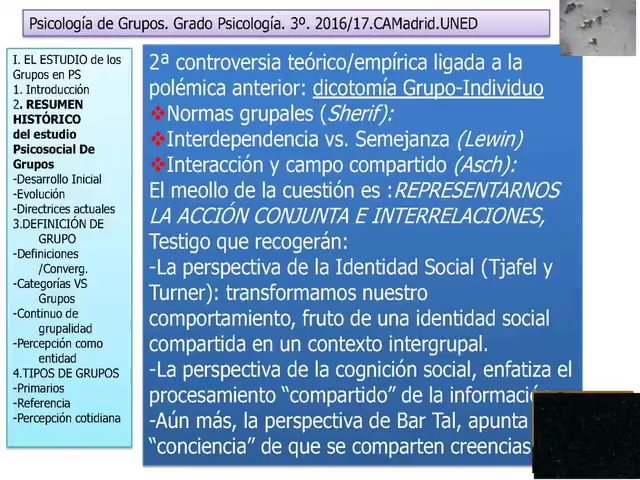 Psicología de Grupos. Grado Psicología. 3º. 2016/17.CAMadrid.UNED
I. EL ESTUDIO de los
Grupos en PS
1. Introducción
2. RESUMEN
HISTÓRICO
del estudio
Psicosocial De
Grupos
-Desarrollo Inicial
-Evolución
-Directrices actuales
3.DEFINICIÓN DE
GRUPO
-Definiciones
/Converg.
-Categorías VS
Grupos
-Continuo de
grupalidad
-Percepción como
entidad
4.TIPOS DE GRUPOS
-Primarios
-Referencia
-Percepción cotidiana
2ª controversia teórico/empírica ligada a la
polémica anterior: dicotomía Grupo-Individuo
❖Normas grupales (Sherif):
❖Interdependencia vs. Semejanza (Lewin)
❖Interacción y campo compartido (Asch):
El meollo de la cuestión es :REPRESENTARNOS
LA ACCIÓN CONJUNTA E INTERRELACIONES,
Testigo que recogerán:
-La perspectiva de la Identidad Social (Tjafel y
Turner): transformamos nuestro
comportamiento, fruto de una identidad social
compartida en un contexto intergrupal.
-La perspectiva de la cognición social, enfatiza el
procesamiento “compartido” de la información
-Aún más, la perspectiva de Bar Tal, apunta
“conciencia” de que se comparten creencias